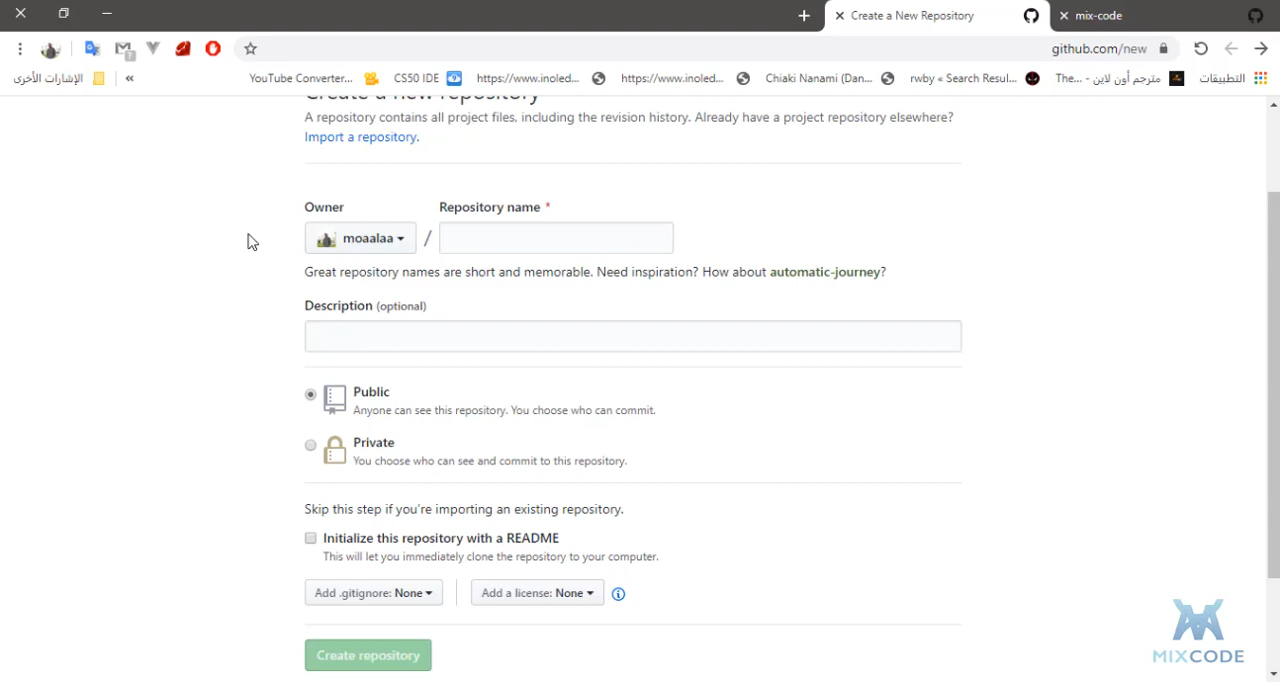 Create a New Repository
mix-code
github.com/new
الإشارات الأخرى
«
YouTube Converter...
CS50 IDE
https://www.inoled...
https://www.inoled...
Chiaki Nanami (Dan...
rwby « Search Resul...
مترجم أون لاين - The...
التطبيقات
Create a new repository
A repository contains all project files, including the revision history. Already have a project repository elsewhere?
Import a repository.
Owner
Repository name *
moaalaa
/
Great repository names are short and memorable. Need inspiration? How about automatic-journey?
Description (optional)
Public
Anyone can see this repository. You choose who can commit.
Private
You choose who can see and commit to this repository.
Skip this step if you're importing an existing repository.
Initialize this repository with a README
This will let you immediately clone the repository to your computer.
Add .gitignore: None
Add a license: None
Create repository
MIXCODE